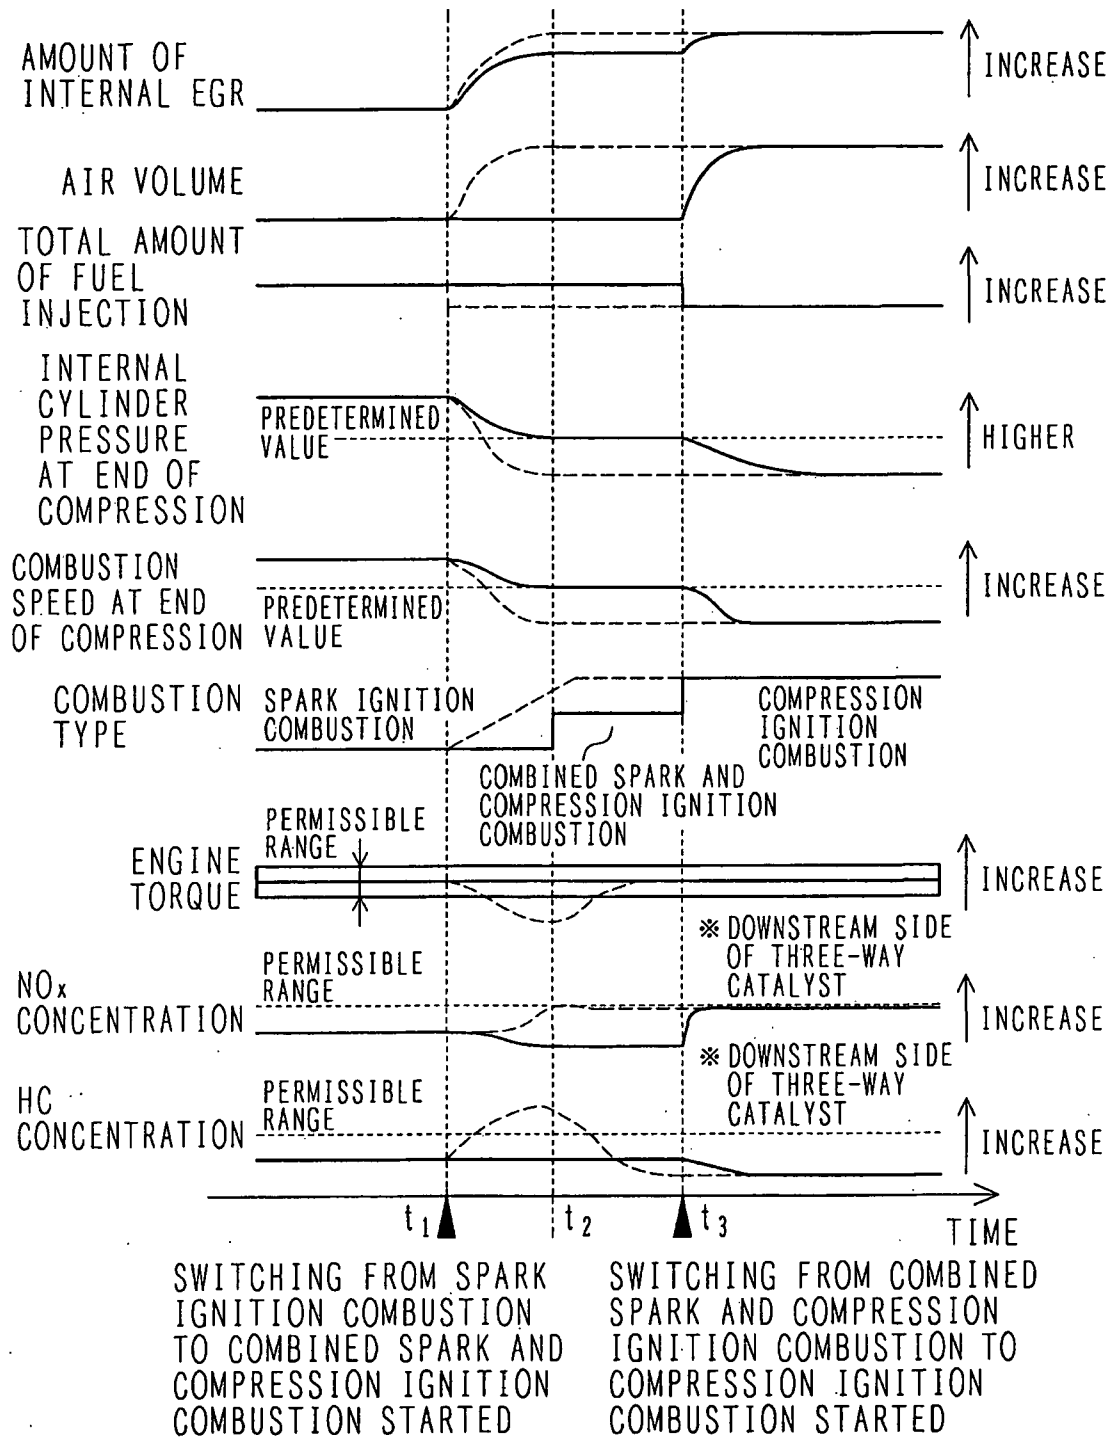 AMOUNT OF
INTERNAL EGR
INCREASE
AIR VOLUME
INCREASE
TOTAL AMOUNT
OF FUEL
INJECTION
INCREASE
INTERNAL
CYLINDER
PRESSURE
AT END OF
COMPRESSION
PREDETERMINED
VALUE
HIGHER
COMBUSTION
SPEED AT END
OF COMPRESSION
PREDETERMINED
VALUE
INCREASE
COMBUSTION
TYPE
SPARK IGNITION
COMBUSTION
COMBINED SPARK AND
COMPRESSION IGNITION
COMBUSTION
COMPRESSION
IGNITION
COMBUSTION
PERMISSIBLE
RANGE
ENGINE
TORQUE
INCREASE
※ DOWNSTREAM SIDE
OF THREE-WAY
CATALYST
PERMISSIBLE
RANGE
NOx
CONCENTRATION
INCREASE
※ DOWNSTREAM SIDE
OF THREE-WAY
CATALYST
PERMISSIBLE
RANGE
HC
CONCENTRATION
INCREASE
t1
t2
t3
TIME
SWITCHING FROM SPARK
IGNITION COMBUSTION
TO COMBINED SPARK AND
COMPRESSION IGNITION
COMBUSTION STARTED
SWITCHING FROM COMBINED
SPARK AND COMPRESSION
IGNITION COMBUSTION TO
COMPRESSION IGNITION
COMBUSTION STARTED